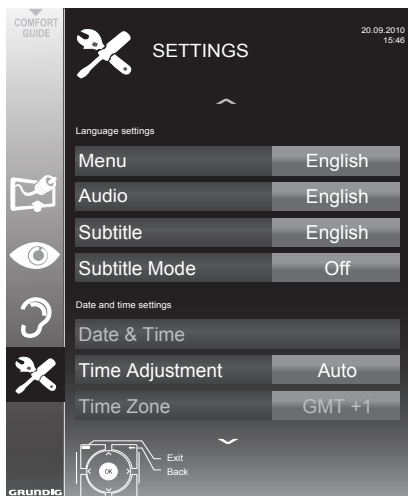 COMFORT
GUIDE
SETTINGS
20.09.2010
15:46
Language settings
Menu English
Audio English
Subtitle English
Subtitle Mode Off
Date and time settings
Date & Time
Time Adjustment Auto
Time Zone GMT +1
Exit
Back
OK
GRUNDIG